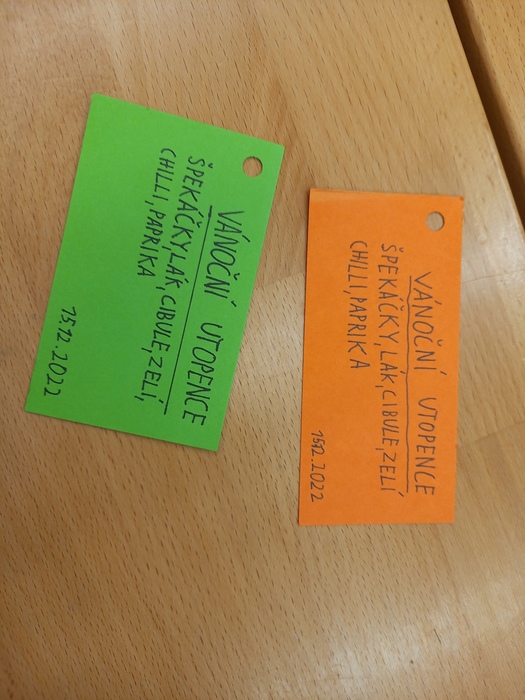 VÁNOČNÍ UTOPENCE
ŠPEKÁČKY, LÁK, CIBULE, ZELÍ,
CHILLI, PAPRIKA
15.12.2022
VÁNOČNÍ UTOPENCE
ŠPEKÁČKY, LÁK, CIBULE, ZELÍ
CHILLI, PAPRIKA
15.12.2022